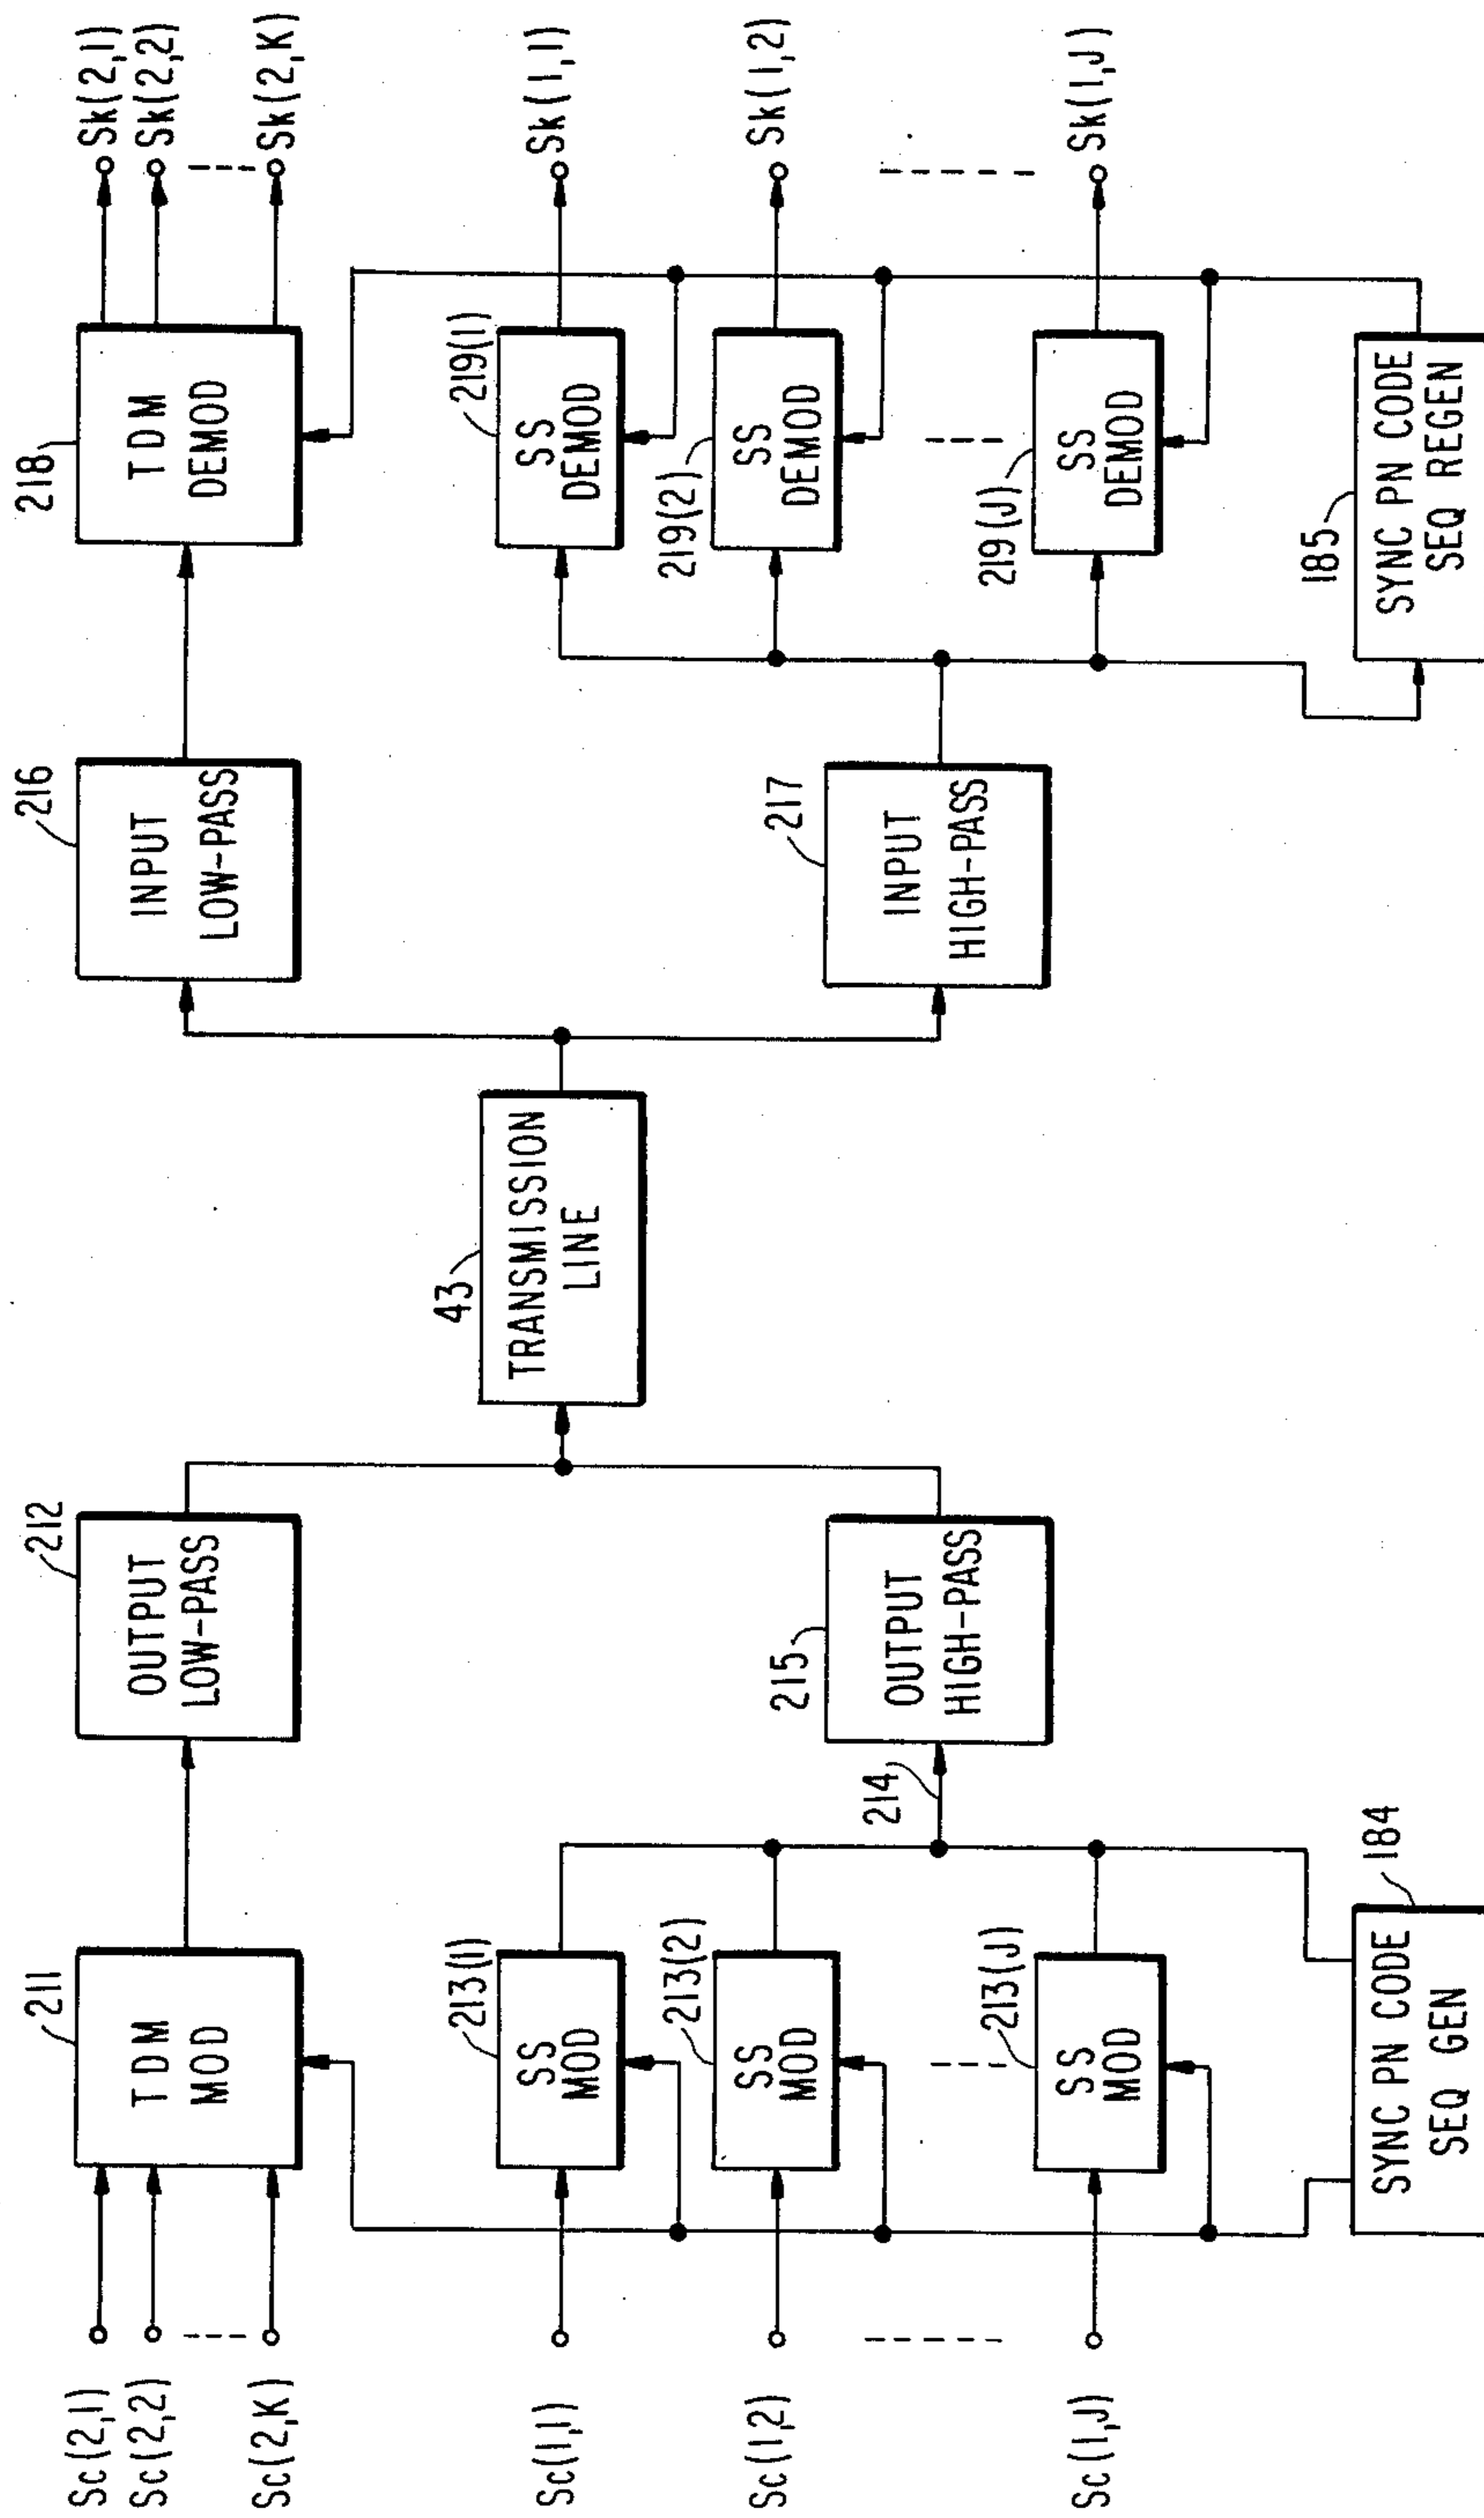 Sc(2,1)
Sc(2,2)
Sc(2,K)
Sc(1,1)
Sc(1,2)
Sc(1,J)
211
TDM
MOD
213(1)
SS
MOD
213(2)
SS
MOD
213(J)
SS
MOD
184
SYNC PN CODE
SEQ GEN
212
OUTPUT
LOW-PASS
214
215
OUTPUT
HIGH-PASS
43
TRANSMISSION
LINE
216
INPUT
LOW-PASS
217
INPUT
HIGH-PASS
218
TDM
DEMOD
219(1)
SS
DEMOD
219(2)
SS
DEMOD
219(J)
SS
DEMOD
185
SYNC PN CODE
SEQ REGEN
Sk(2,1)
Sk(2,2)
Sk(2,K)
Sk(1,1)
Sk(1,2)
Sk(1,J)